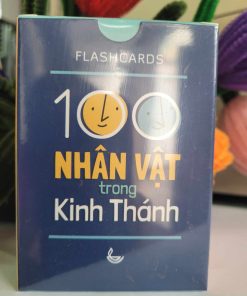 FLASHCARDS
100
NHÂN VẬT
trong
Kinh Thánh